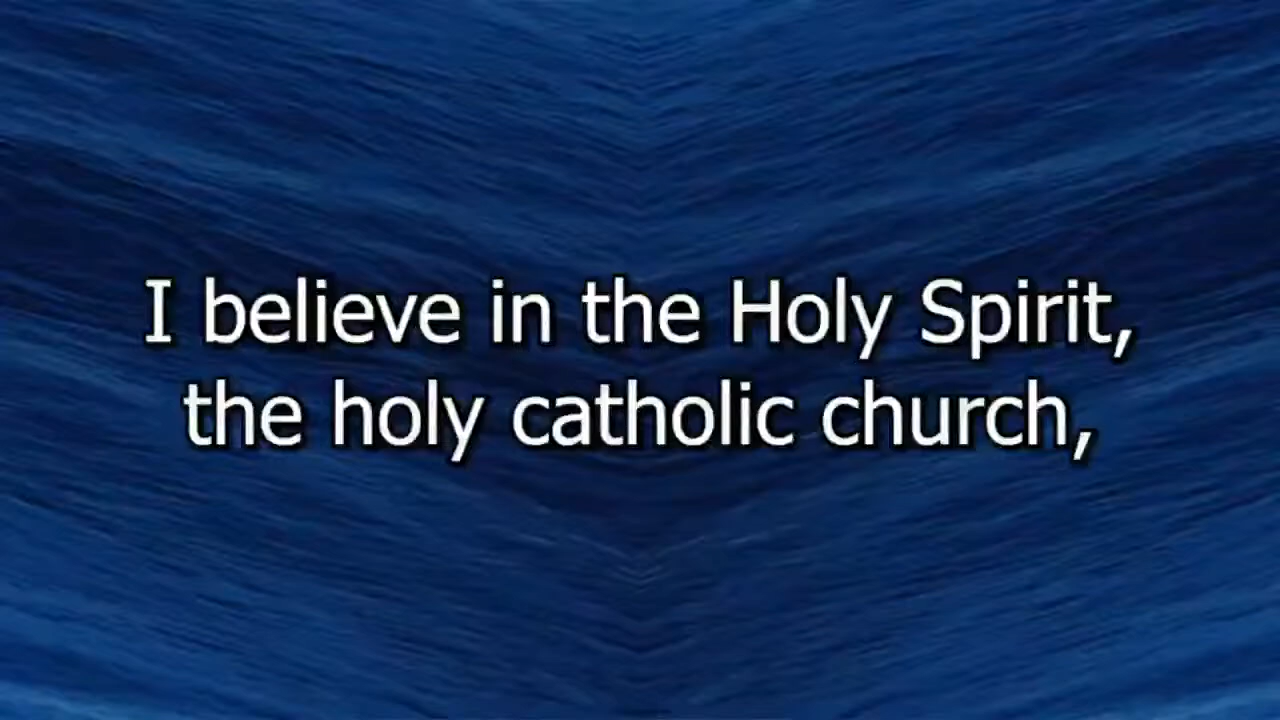 I believe in the Holy Spirit,
the holy catholic church,